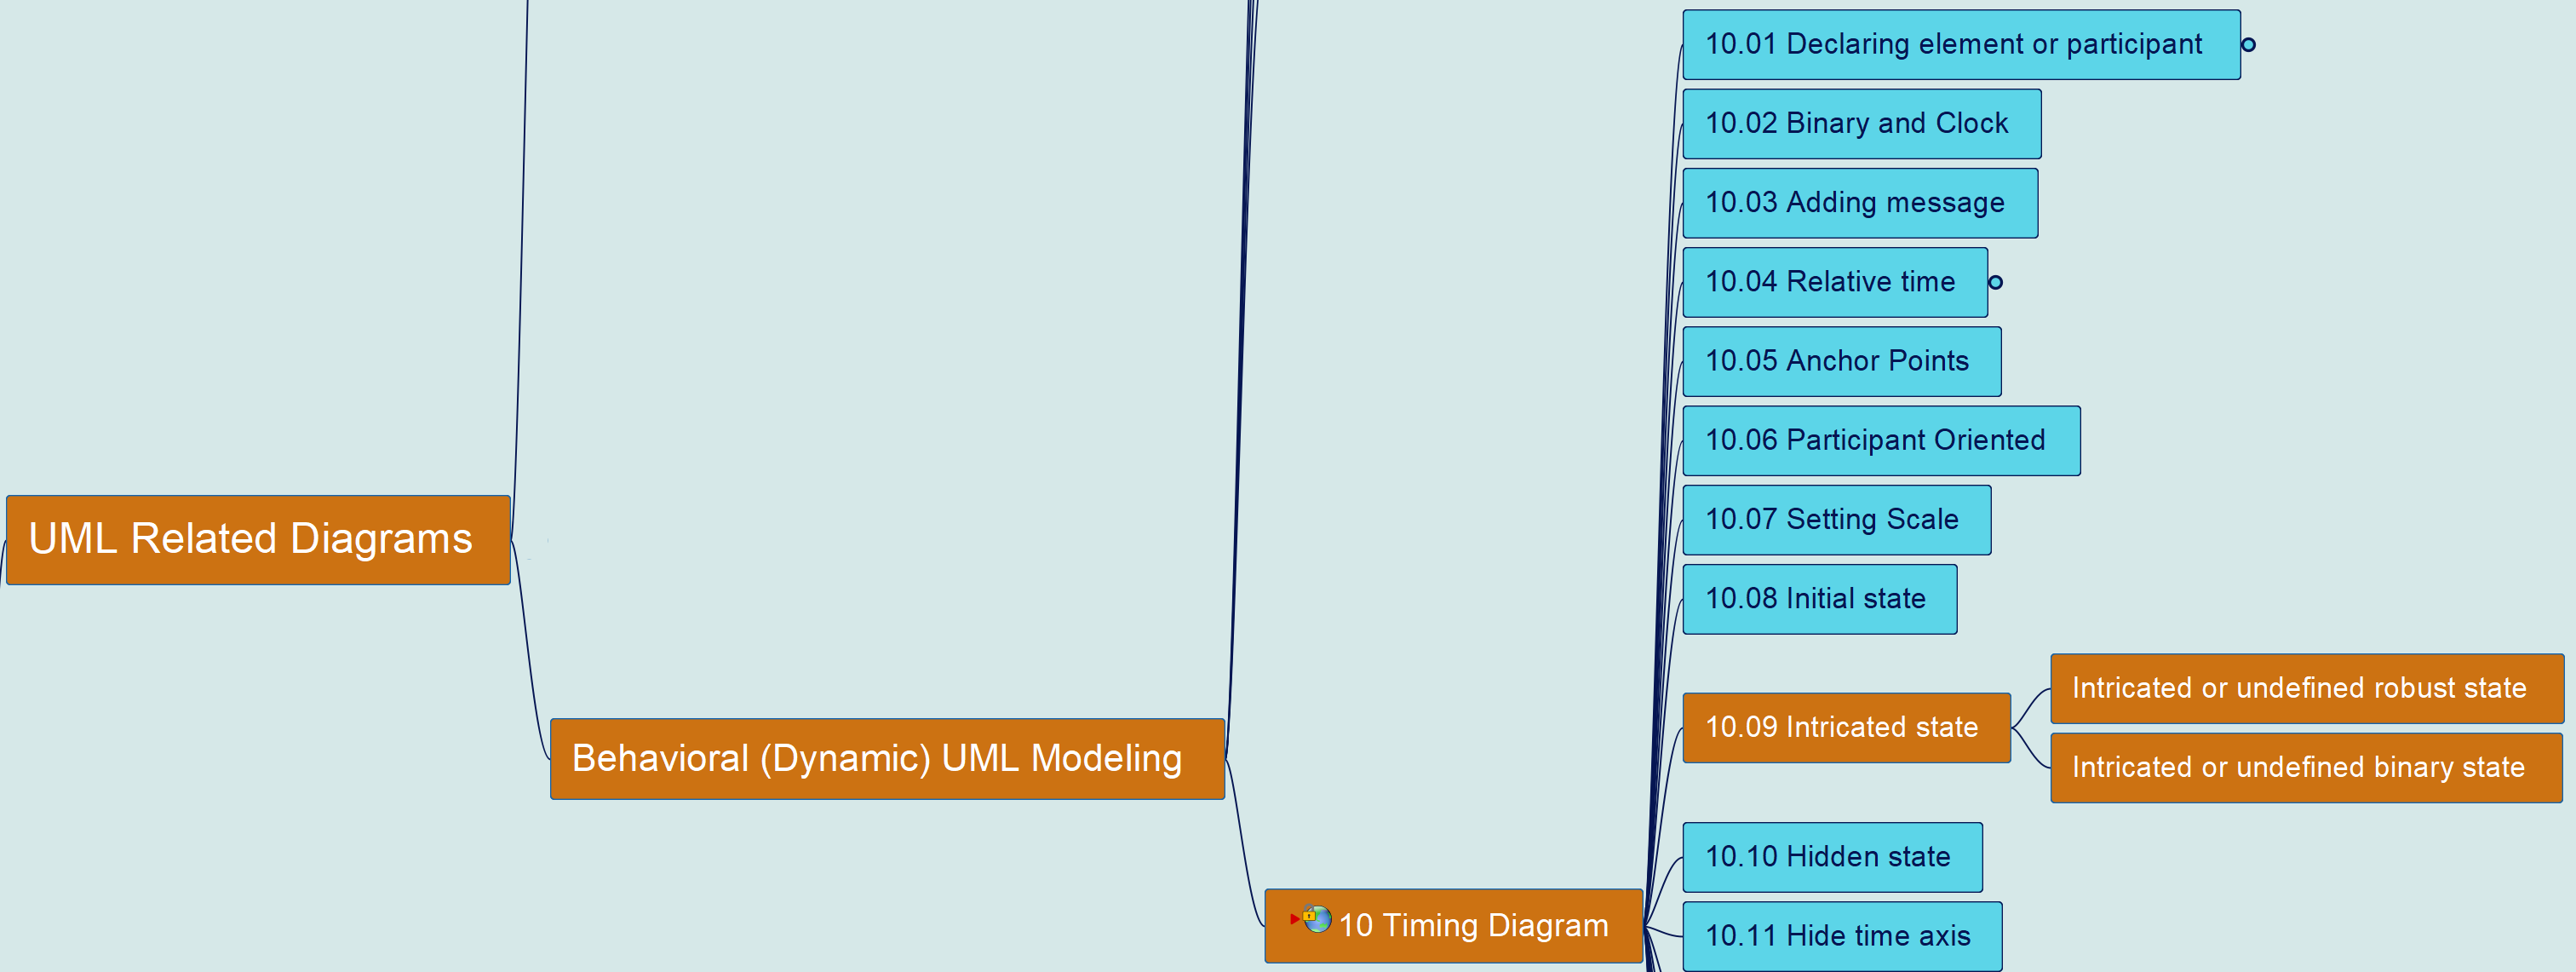 10.01 Declaring element or participant
10.02 Binary and Clock
10.03 Adding message
10.04 Relative time
10.05 Anchor Points
10.06 Participant Oriented
10.07 Setting Scale
UML Related Diagrams
10.08 Initial state
Intricated or undefined robust state
10.09 Intricated state
Intricated or undefined binary state
Behavioral (Dynamic) UML Modeling
10.10 Hidden state
10 Timing Diagram
10.11 Hide time axis